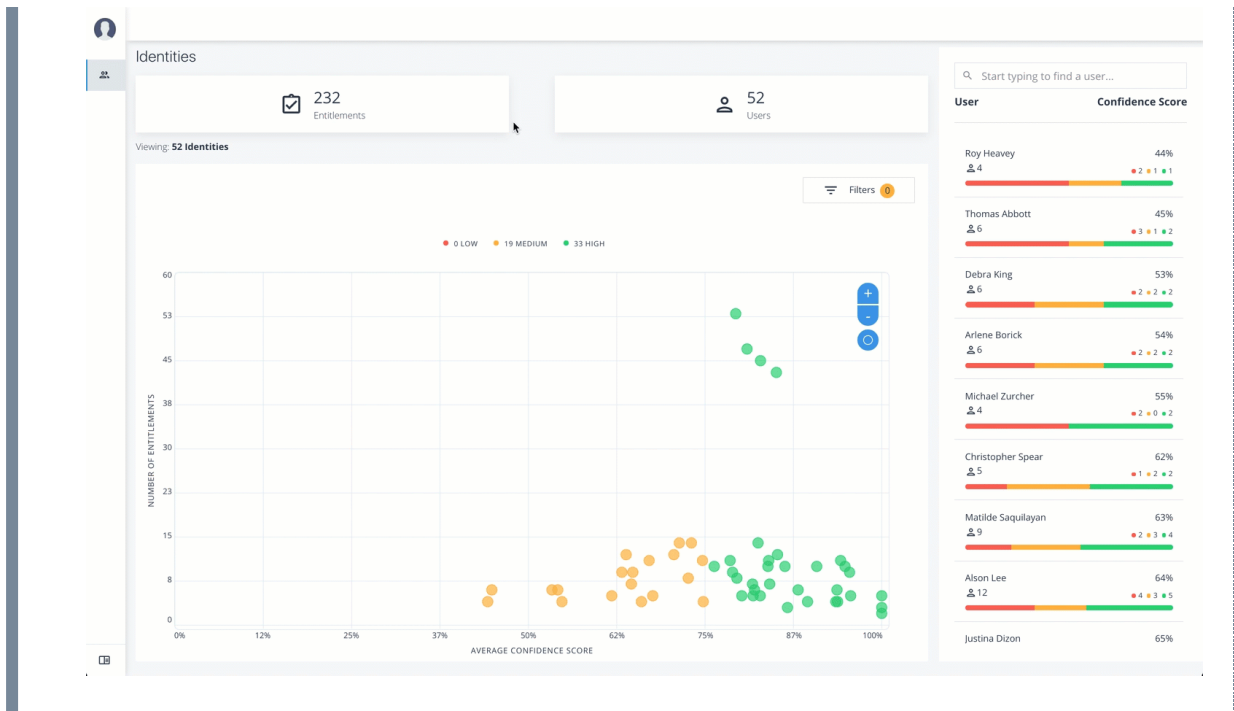 Identities
232
Entitlements
52
Users
Viewing: 52 Identities
Filters 0
0 LOW 19 MEDIUM 33 HIGH
60
53
45
38
30
23
15
8
0
NUMBER OF ENTITLEMENTS
0% 12% 25% 37% 50% 62% 75% 87% 100%
AVERAGE CONFIDENCE SCORE
+
-
Start typing to find a user...
User Confidence Score
Roy Heavey 44%
4 2 1 1
Thomas Abbott 45%
6 3 1 2
Debra King 53%
6 2 2 2
Arlene Borick 54%
6 2 2 2
Michael Zurcher 55%
4 2 0 2
Christopher Spear 62%
5 1 2 2
Matilde Saquilayan 63%
9 2 3 4
Alson Lee 64%
12 4 3 5
Justina Dizon 65%